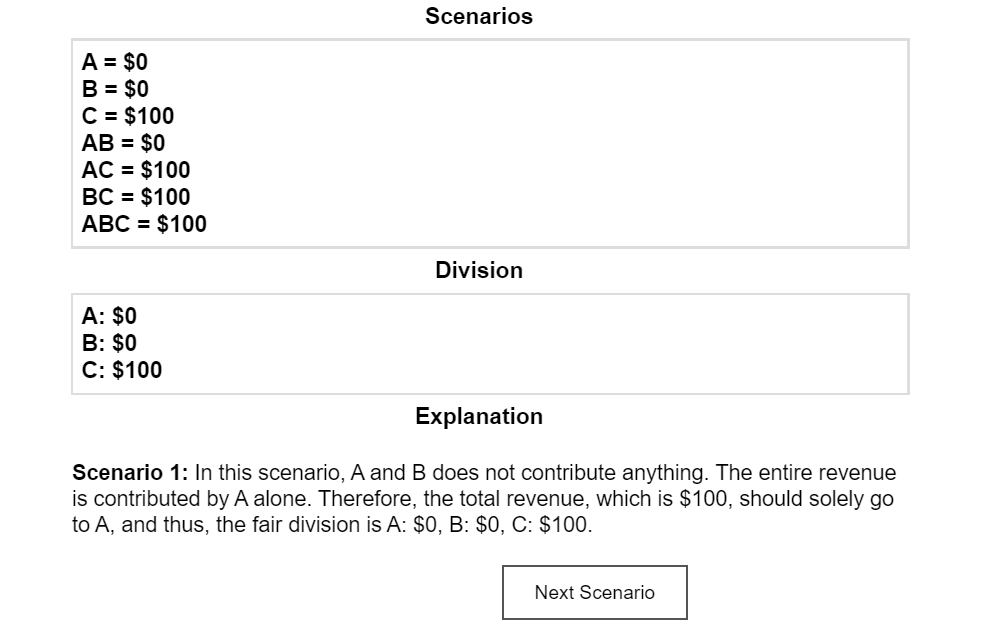 Scenarios
A = $0
B = $0
C = $100
AB = $0
AC = $100
BC = $100
ABC = $100
Division
A: $0
B: $0
C: $100
Explanation
Scenario 1: In this scenario, A and B does not contribute anything. The entire revenue
is contributed by A alone. Therefore, the total revenue, which is $100, should solely go
to A, and thus, the fair division is A: $0, B: $0, C: $100.
Next Scenario